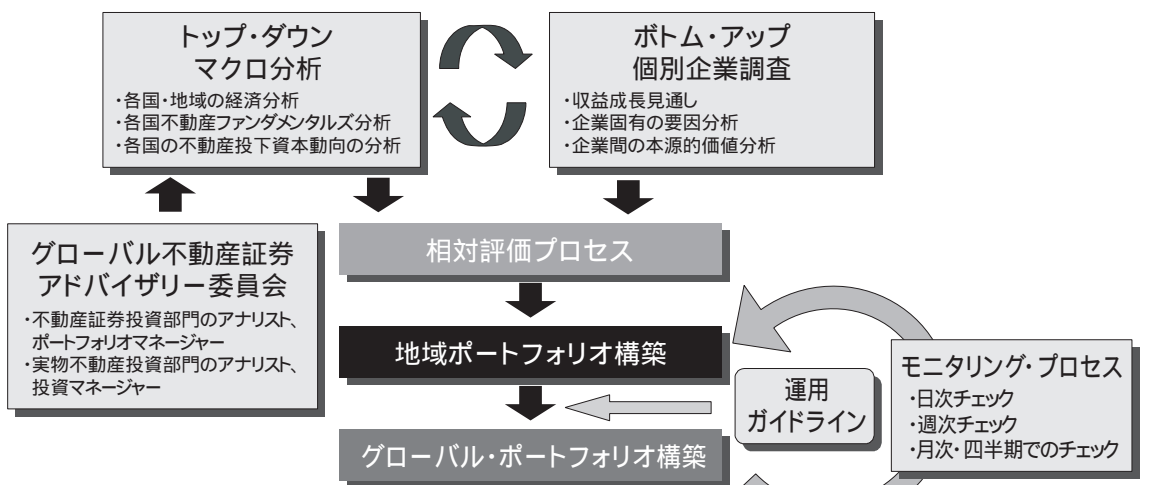 トップ・ダウン
マクロ分析
・各国・地域の経済分析
・各国不動産ファンダメンタルズ分析
・各国の不動産投下資本動向の分析
ボトム・アップ
個別企業調査
・収益成長見通し
・企業固有の要因分析
・企業間の本源的価値分析
グローバル不動産証券
アドバイザリー委員会
・不動産証券投資部門のアナリスト、
ポートフォリオマネージャー
・実物不動産投資部門のアナリスト、
投資マネージャー
相対評価プロセス
地域ポートフォリオ構築
運用
ガイドライン
モニタリング・プロセス
・日次チェック
・週次チェック
・月次・四半期でのチェック
グローバル・ポートフォリオ構築